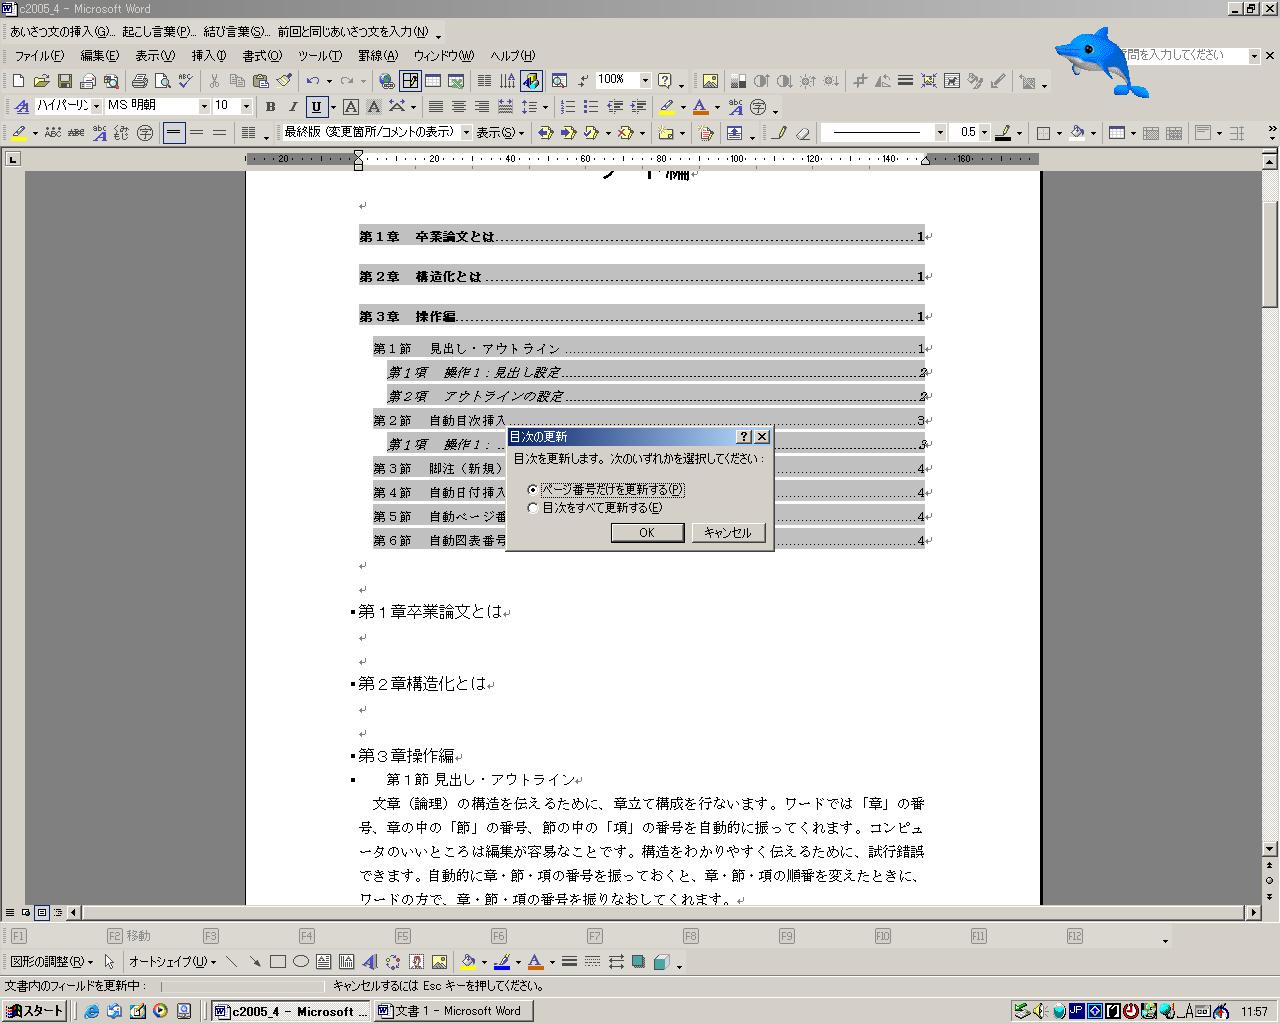 c2005_4 - Microsoft Word
あいさつ文の挿入(G)... 起こし言葉(P)... 結び言葉(S)... 前回と同じあいさつ文を入力(N)
ファイル(F) 編集(E) 表示(V) 挿入(I) 書式(O) ツール(T) 罫線(A) ウィンドウ(W) ヘルプ(H) 問を入力してください
100%
ハイパーリン MS 明朝 10 B I U A A
最終版 (変更箇所/コメントの表示) 表示(S) 0.5
20 20 40 60 80 100 120 140 160
第１章 卒業論文とは 1
第２章 構造化とは 1
第３章 操作編 1
第１節 見出し・アウトライン 1
第１項 操作１：見出し設定 2
第２項 アウトラインの設定 2
第２節 自動目次挿入 3
第１項 操作１： 3
第３節 脚注（新規） 4
第４節 自動日付挿入 4
第５節 自動ページ番 4
第６節 自動図表番号 4
目次の更新
目次を更新します。次のいずれかを選択してください：
ページ番号だけを更新する(P)
目次をすべて更新する(E)
OK キャンセル
第１章卒業論文とは
第２章構造化とは
第３章操作編
第１節 見出し・アウトライン
文章（論理）の構造を伝えるために、章立て構成を行ないます。ワードでは「章」の番
号、章の中の「節」の番号、節の中の「項」の番号を自動的に振ってくれます。コンピュ
ータのいいところは編集が容易なことです。構造をわかりやすく伝えるために、試行錯誤
できます。自動的に章・節・項の番号を振っておくと、章・節・項の順番を変えたときに、
ワードの方で、章・節・項の番号を振りなおしてくれます。
F1 F2 移動 F3 F4 F5 F6 F7 F8 F9 F10 F11 F12
図形の調整(R) オートシェイプ(U)
文書内のフィールドを更新中： キャンセルするには Esc キーを押してください。
スタート c2005_4 - Microsoft ... 文書 1 - Microsoft Word JP A 11:57